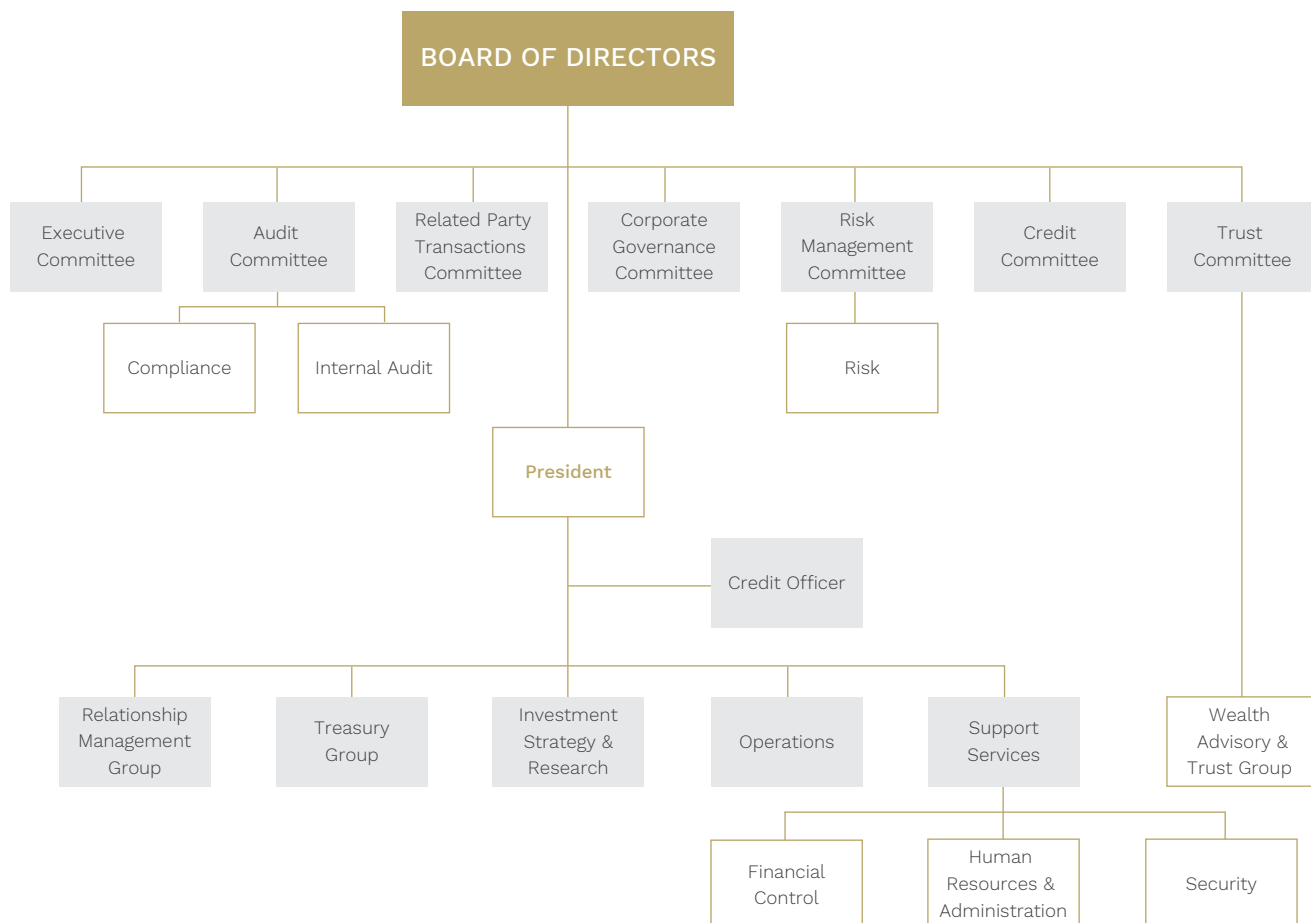 BOARD OF DIRECTORS
Executive
Committee
Audit
Committee
Related Party
Transactions
Committee
Corporate
Governance
Committee
Risk
Management
Committee
Credit
Committee
Trust
Committee
Compliance
Internal Audit
Risk
President
Credit Officer
Relationship
Management
Group
Treasury
Group
Investment
Strategy &
Research
Operations
Support
Services
Wealth
Advisory &
Trust Group
Financial
Control
Human
Resources &
Administration
Security